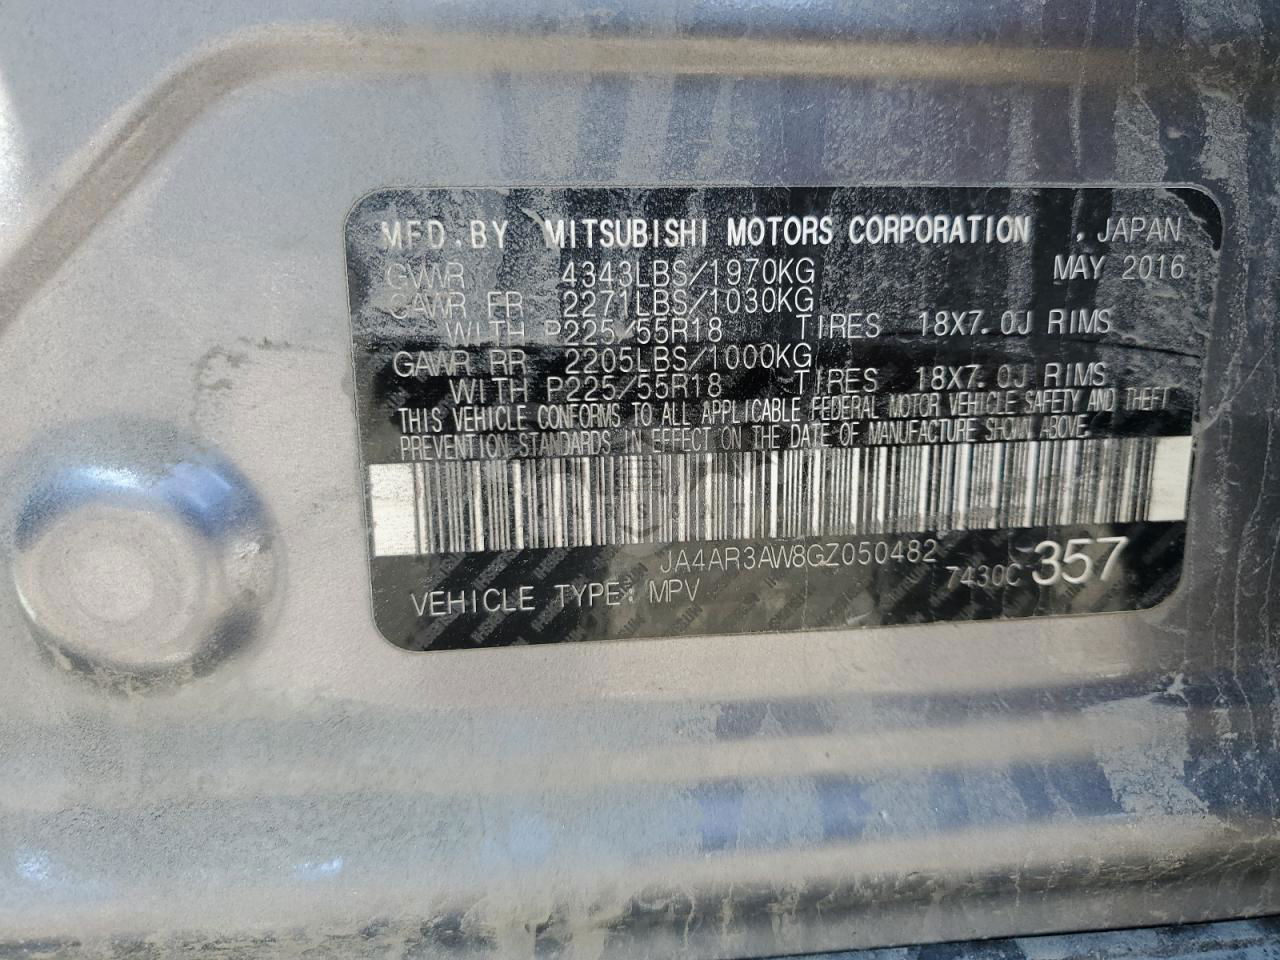 MFD.BY MITSUBISHI MOTORS CORPORATION , JAPAN
GVWR 4343LBS/1970KG MAY 2016
GAWR FR 2271LBS/1030KG
WITH P225/55R18 TIRES 18X7.0J RIMS
GAWR RR 2205LBS/1000KG
WITH P225/55R18 TIRES 18X7.0J RIMS
THIS VEHICLE CONFORMS TO ALL APPLICABLE FEDERAL MOTOR VEHICLE SAFETY AND THEFT
PREVENTION STANDARDS IN EFFECT ON THE DATE OF MANUFACTURE SHOWN ABOVE.
JA4AR3AW8GZ050482
VEHICLE TYPE: MPV 7430C 357